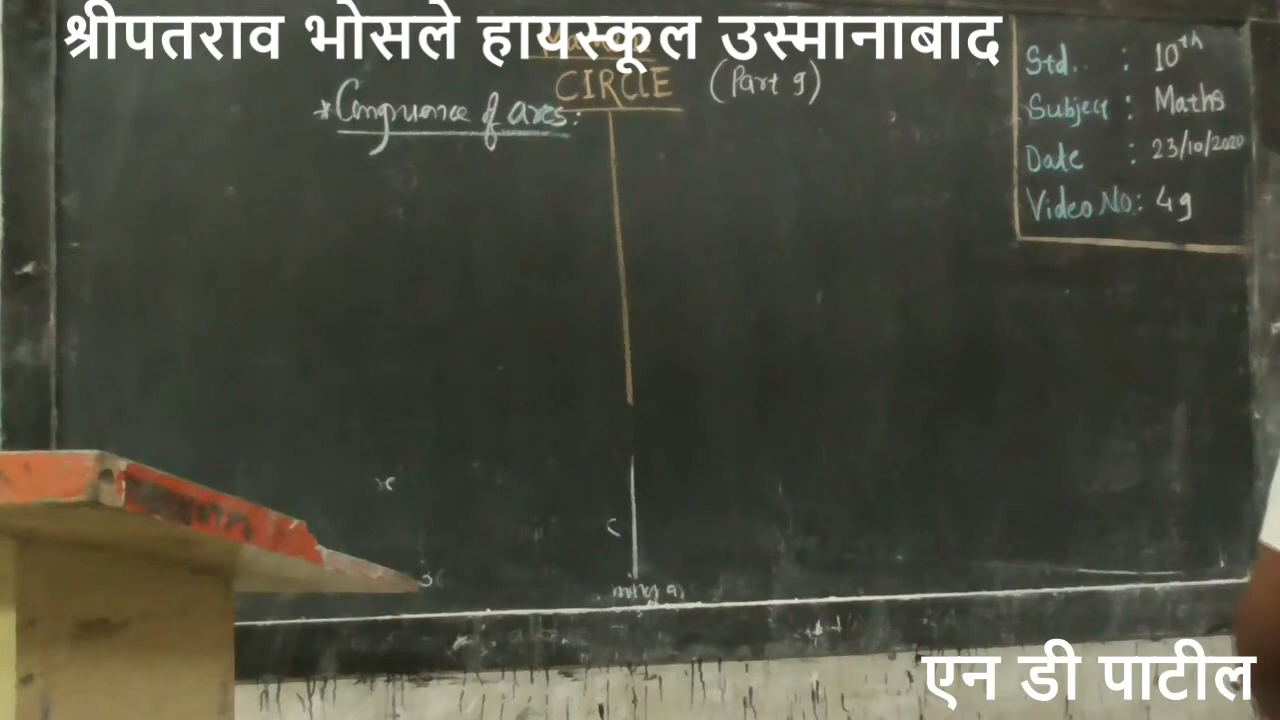 श्रीपतराव भोसले हायस्कूल उस्मानाबाद
CIRCLE (Part 9)
*Congruence of arcs:
Std. : 10th
Subject : Maths
Date : 23/10/2020
Video No: 49
एन डी पाटील